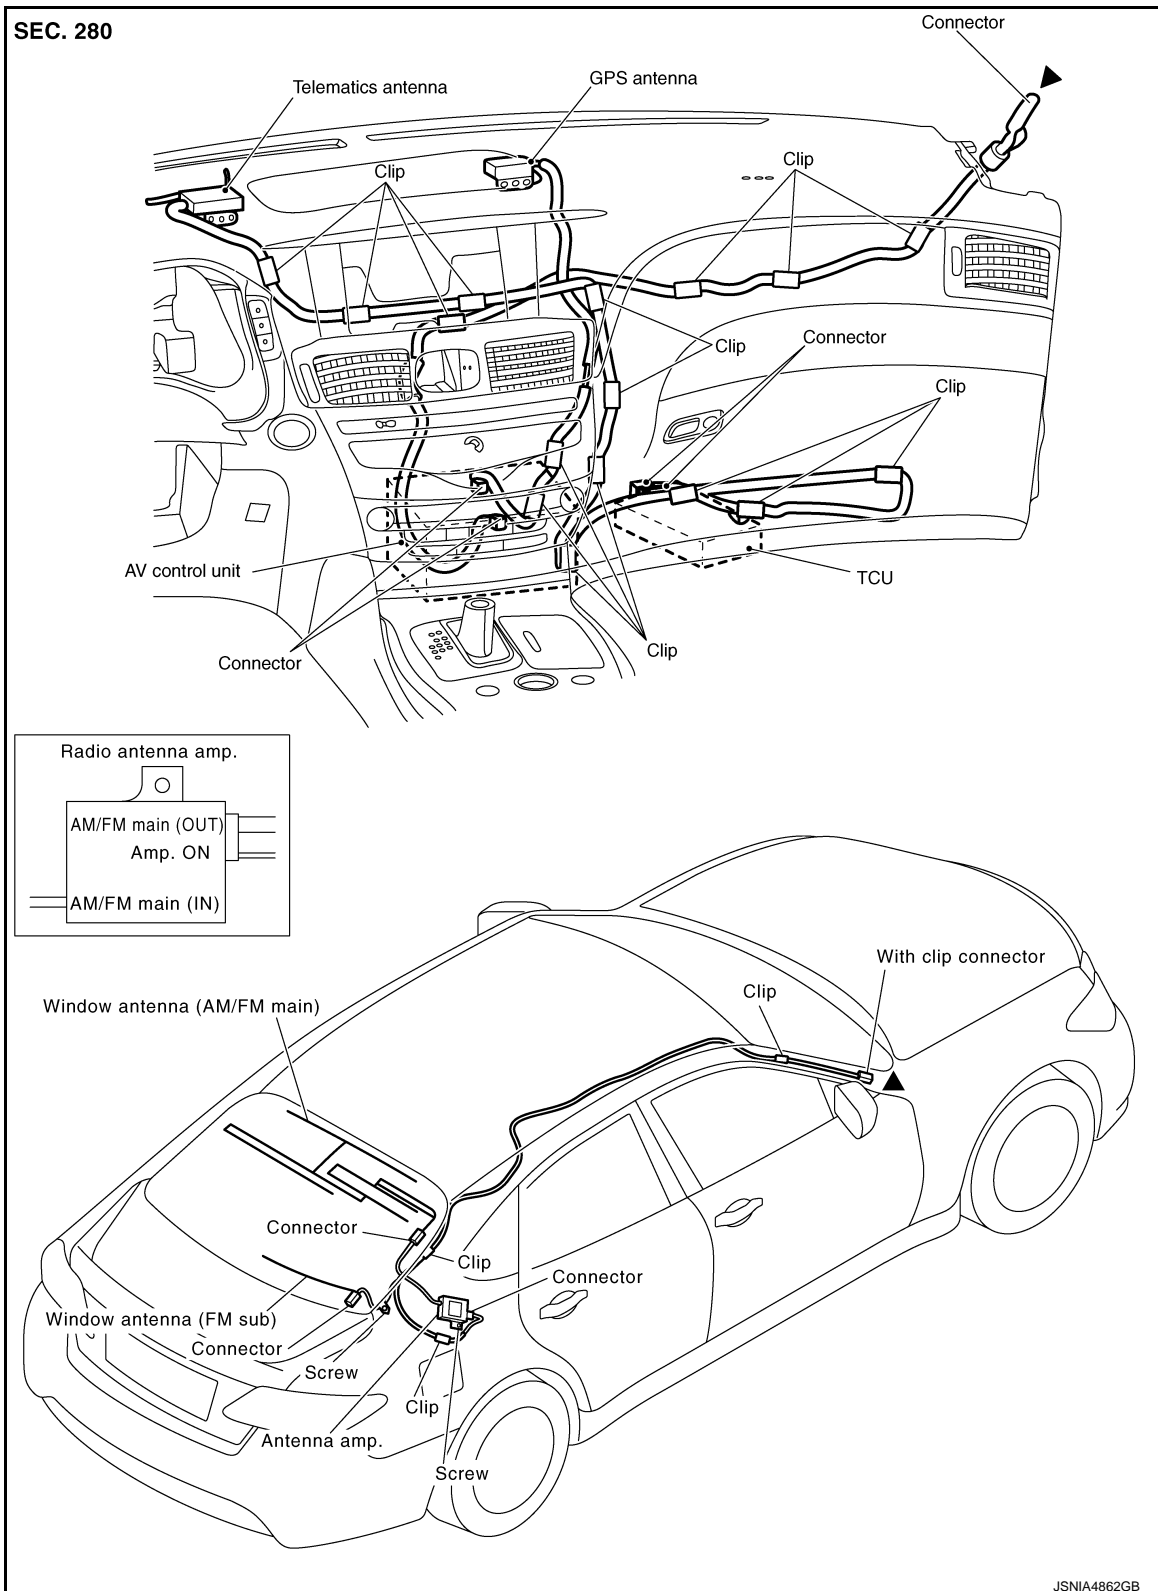 SEC. 280
Connector
Telematics antenna
GPS antenna
Clip
Clip
Clip
Connector
Clip
AV control unit
TCU
Connector
Clip
Radio antenna amp.
AM/FM main (OUT)
Amp. ON
AM/FM main (IN)
With clip connector
Clip
Window antenna (AM/FM main)
Connector
Clip
Connector
Window antenna (FM sub)
Connector
Screw
Clip
Antenna amp.
Screw
JSNIA4862GB